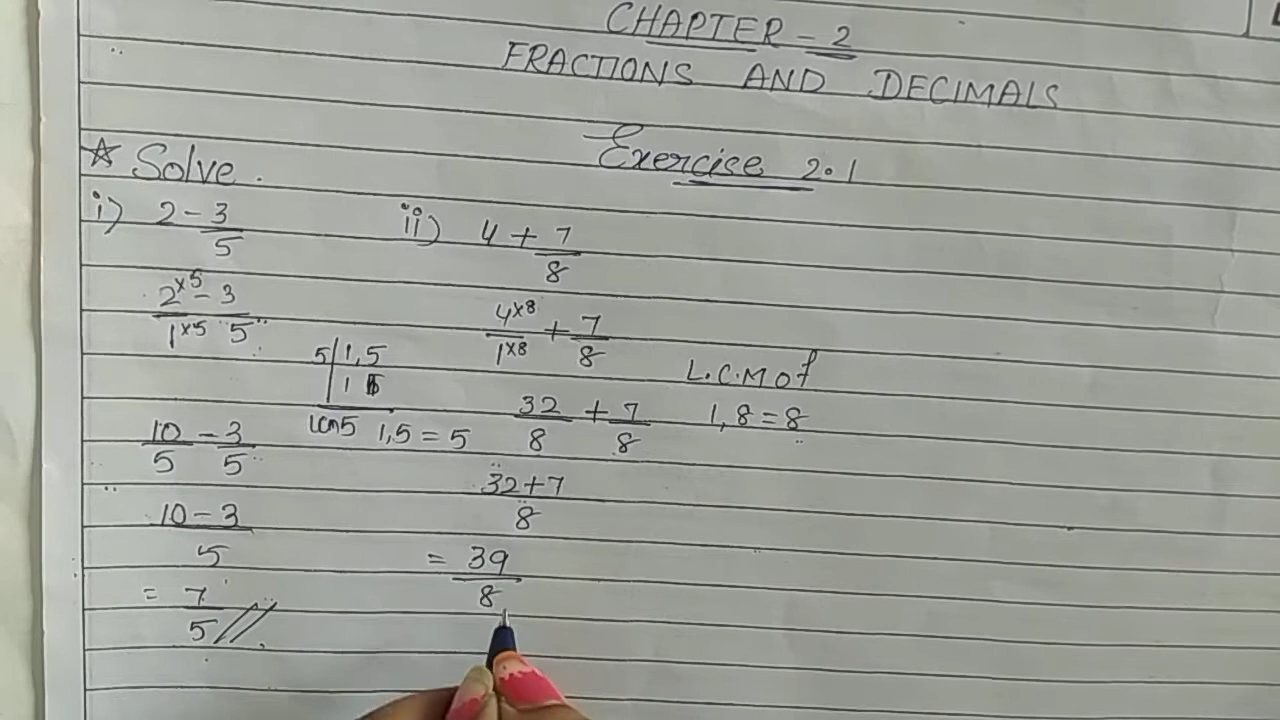 CHAPTER - 2
FRACTIONS AND DECIMALS
Exercise 2.1
☆ Solve.
i) 2 - 3/5
2×5/1×5 - 3/5
5 | 1, 5
1
LCM 1,5 = 5
10/5 - 3/5
10 - 3/5
= 7/5 //
ii) 4 + 7/8
4×8/1×8 + 7/8
L.C.M of
1, 8 = 8
32/8 + 7/8
32+7/8
= 39/8